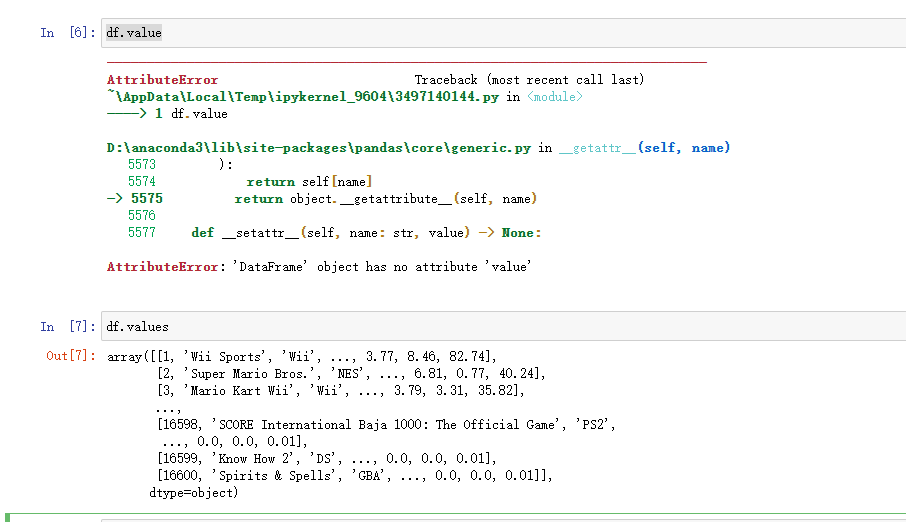 In [6]: df.value
AttributeError Traceback (most recent call last)
~\AppData\Local\Temp\ipykernel_9604\3497140144.py in <module>
----> 1 df.value
D:\anaconda3\lib\site-packages\pandas\core\generic.py in __getattr__(self, name)
5573 ):
5574 return self[name]
-> 5575 return object.__getattribute__(self, name)
5576
5577 def __setattr__(self, name: str, value) -> None:
AttributeError: 'DataFrame' object has no attribute 'value'
In [7]: df.values
Out[7]: array([[1, 'Wii Sports', 'Wii', ..., 3.77, 8.46, 82.74],
[2, 'Super Mario Bros.', 'NES', ..., 6.81, 0.77, 40.24],
[3, 'Mario Kart Wii', 'Wii', ..., 3.79, 3.31, 35.82],
...,
[16598, 'SCORE International Baja 1000: The Official Game', 'PS2',
..., 0.0, 0.0, 0.01],
[16599, 'Know How 2', 'DS', ..., 0.0, 0.0, 0.01],
[16600, 'Spirits & Spells', 'GBA', ..., 0.0, 0.0, 0.01]],
dtype=object)